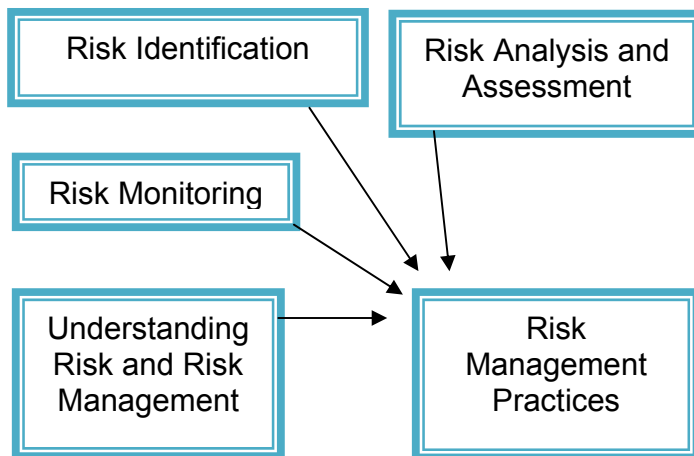 Risk Identification
Risk Analysis and
Assessment
Risk Monitoring
Understanding
Risk and Risk
Management
Risk
Management
Practices